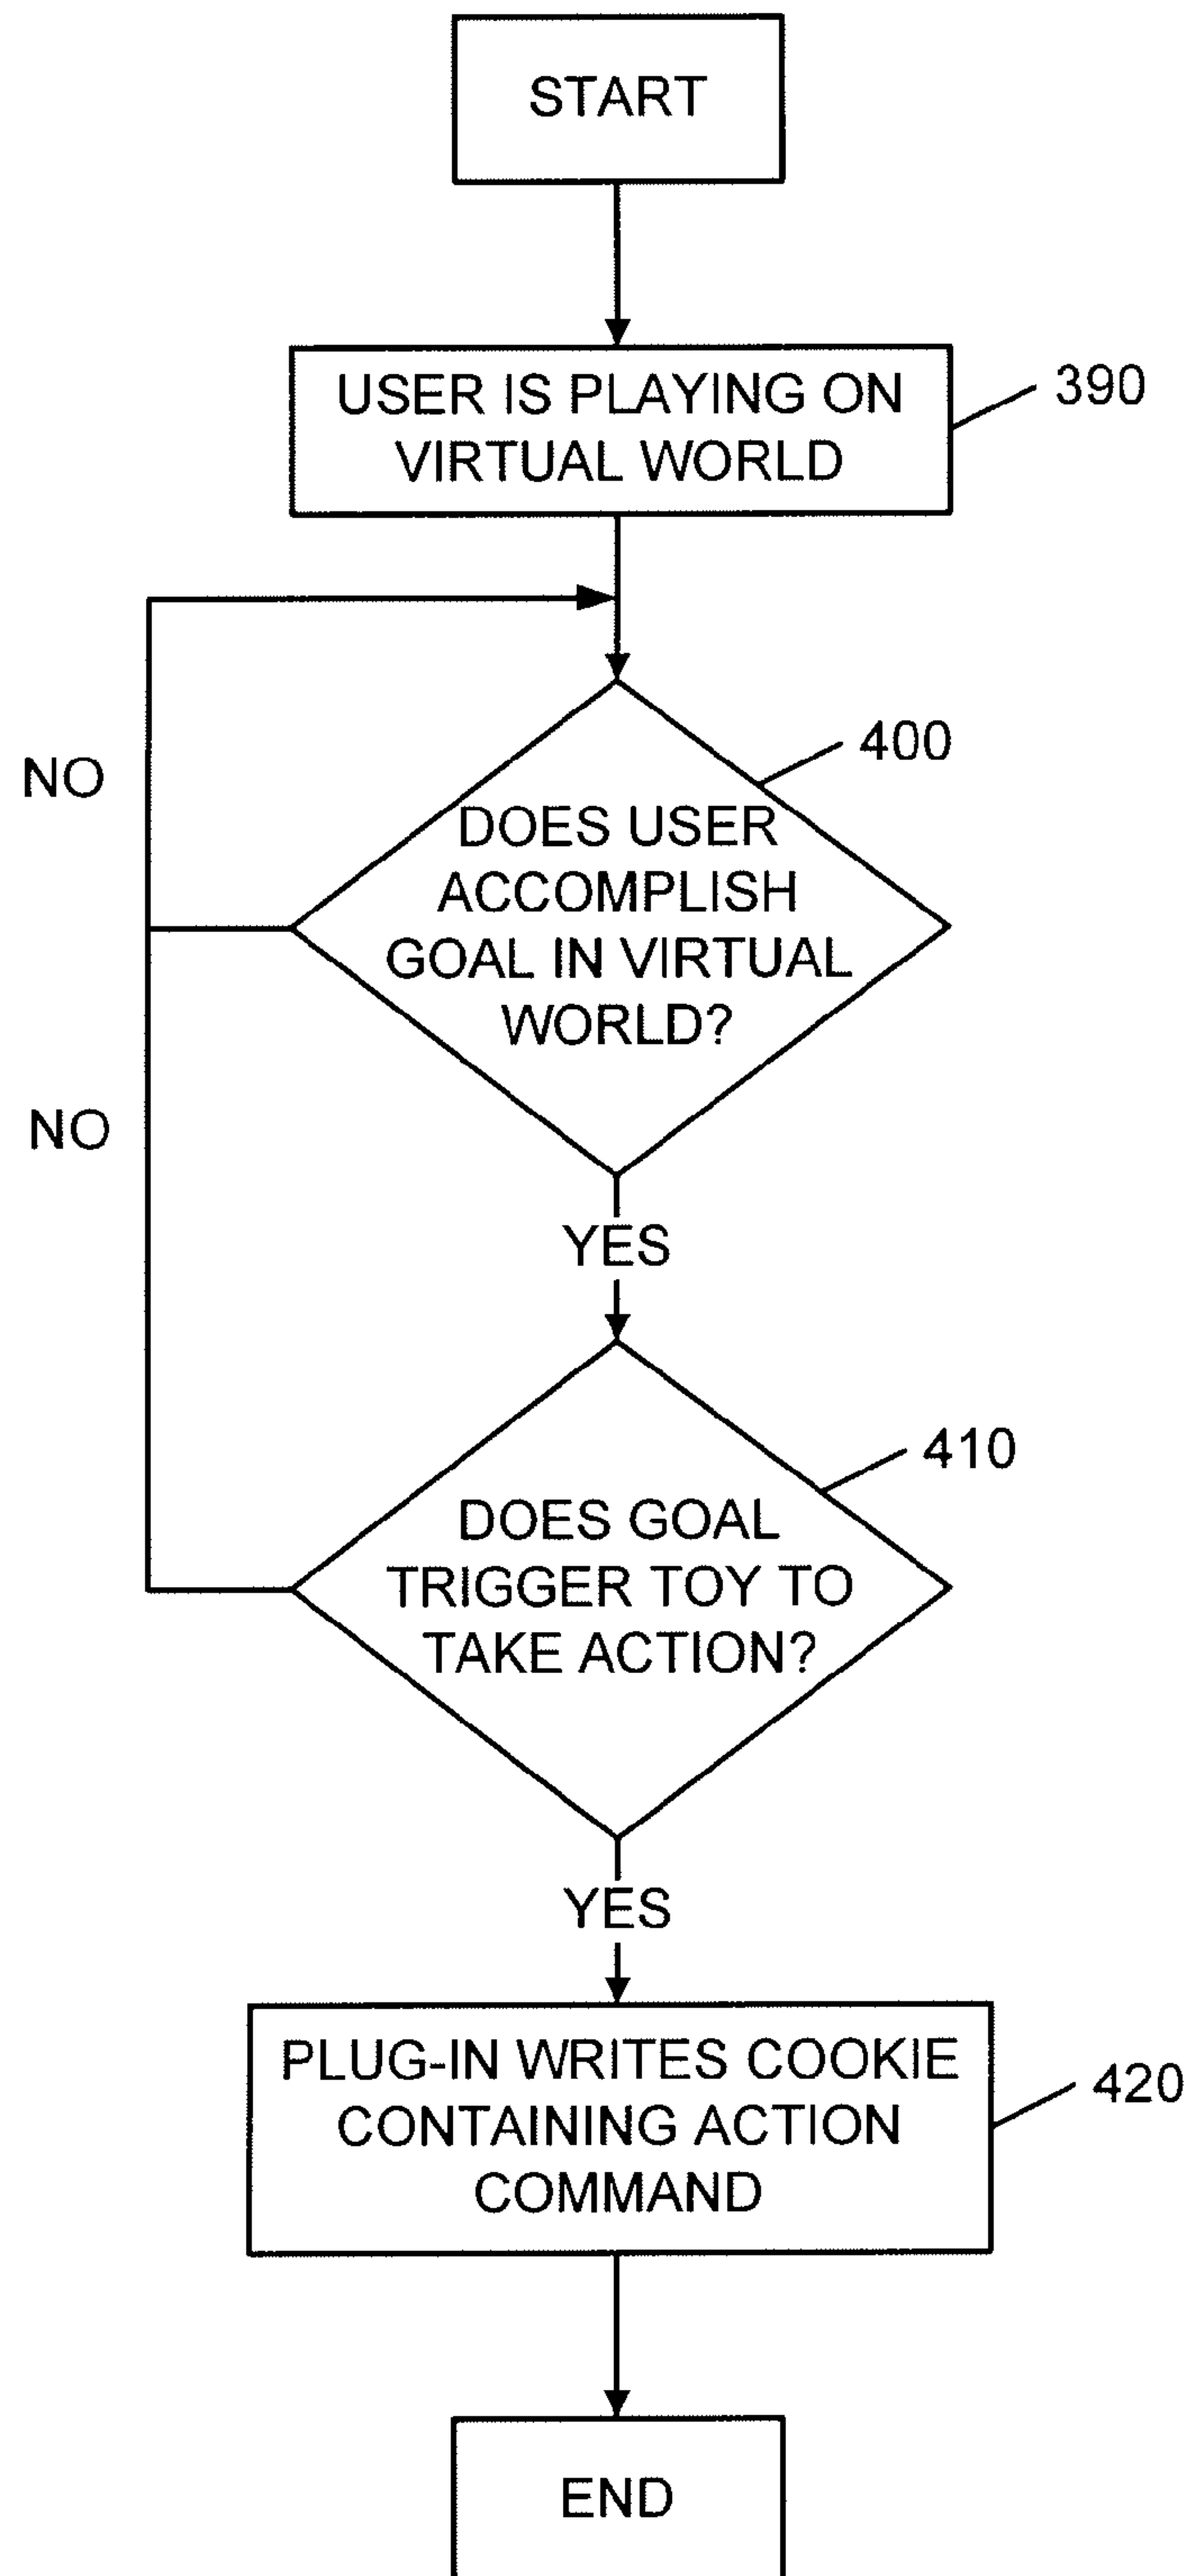 START
USER IS PLAYING ON
VIRTUAL WORLD
390
NO
400
DOES USER
ACCOMPLISH
GOAL IN VIRTUAL
WORLD?
NO
YES
410
DOES GOAL
TRIGGER TOY TO
TAKE ACTION?
YES
PLUG-IN WRITES COOKIE
CONTAINING ACTION
COMMAND
420
END